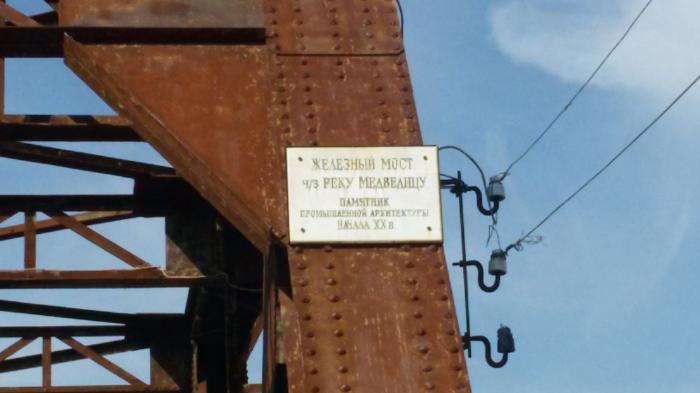 ЖЕЛЕЗНЫЙ МОСТ
Ч/З РЕКУ МЕДВЕДИЦУ
ПАМЯТНИК
ПРОМЫШЛЕННОЙ АРХИТЕКТУРЫ
НАЧАЛА XX В